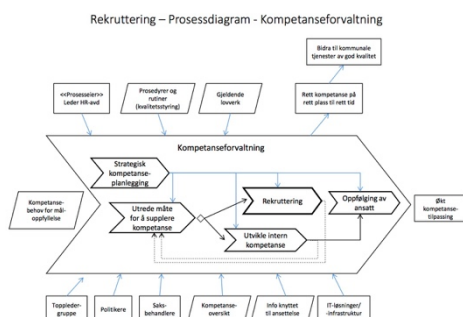 Rekruttering – Prosessdiagram - Kompetanseforvaltning
Bidra til kommunale
tjenester av god kvalitet
<<Prosesseier>>
Leder HR-avd
Prosedyrer og
rutiner
(kvalitetsstyring)
Gjeldende
lovverk
Rett kompetanse på
rett plass til rett tid
Kompetanseforvaltning
Strategisk
kompetanse-
planlegging
Kompetanse-
behov for mål-
oppfyllelse
Utrede måte
for å supplere
kompetanse
Rekruttering
Oppfølging av
ansatt
Utvikle intern
kompetanse
Økt
kompetanse-
tilpasning
Toppleder-
gruppe
Politikere
Saks-
behandlere
Kompetanse-
oversikt
Info knyttet
til ansettelse
IT-løsninger/
-infrastruktur